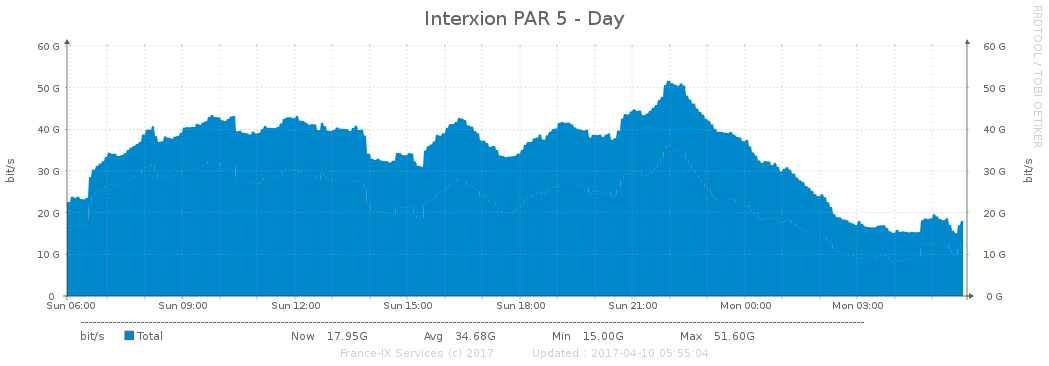 Interxion PAR 5 - Day
RRDTOOL / TOBI OETIKER
60 G 60 G
50 G 50 G
40 G 40 G
30 G 30 G
20 G 20 G
10 G 10 G
0 0 G
bit/s bit/s
Sun 06:00 Sun 09:00 Sun 12:00 Sun 15:00 Sun 18:00 Sun 21:00 Mon 00:00 Mon 03:00
bit/s Total Now 17.95G Avg 34.68G Min 15.00G Max 51.60G
France-IX Services (c) 2017 Updated : 2017-04-10 05:55:04